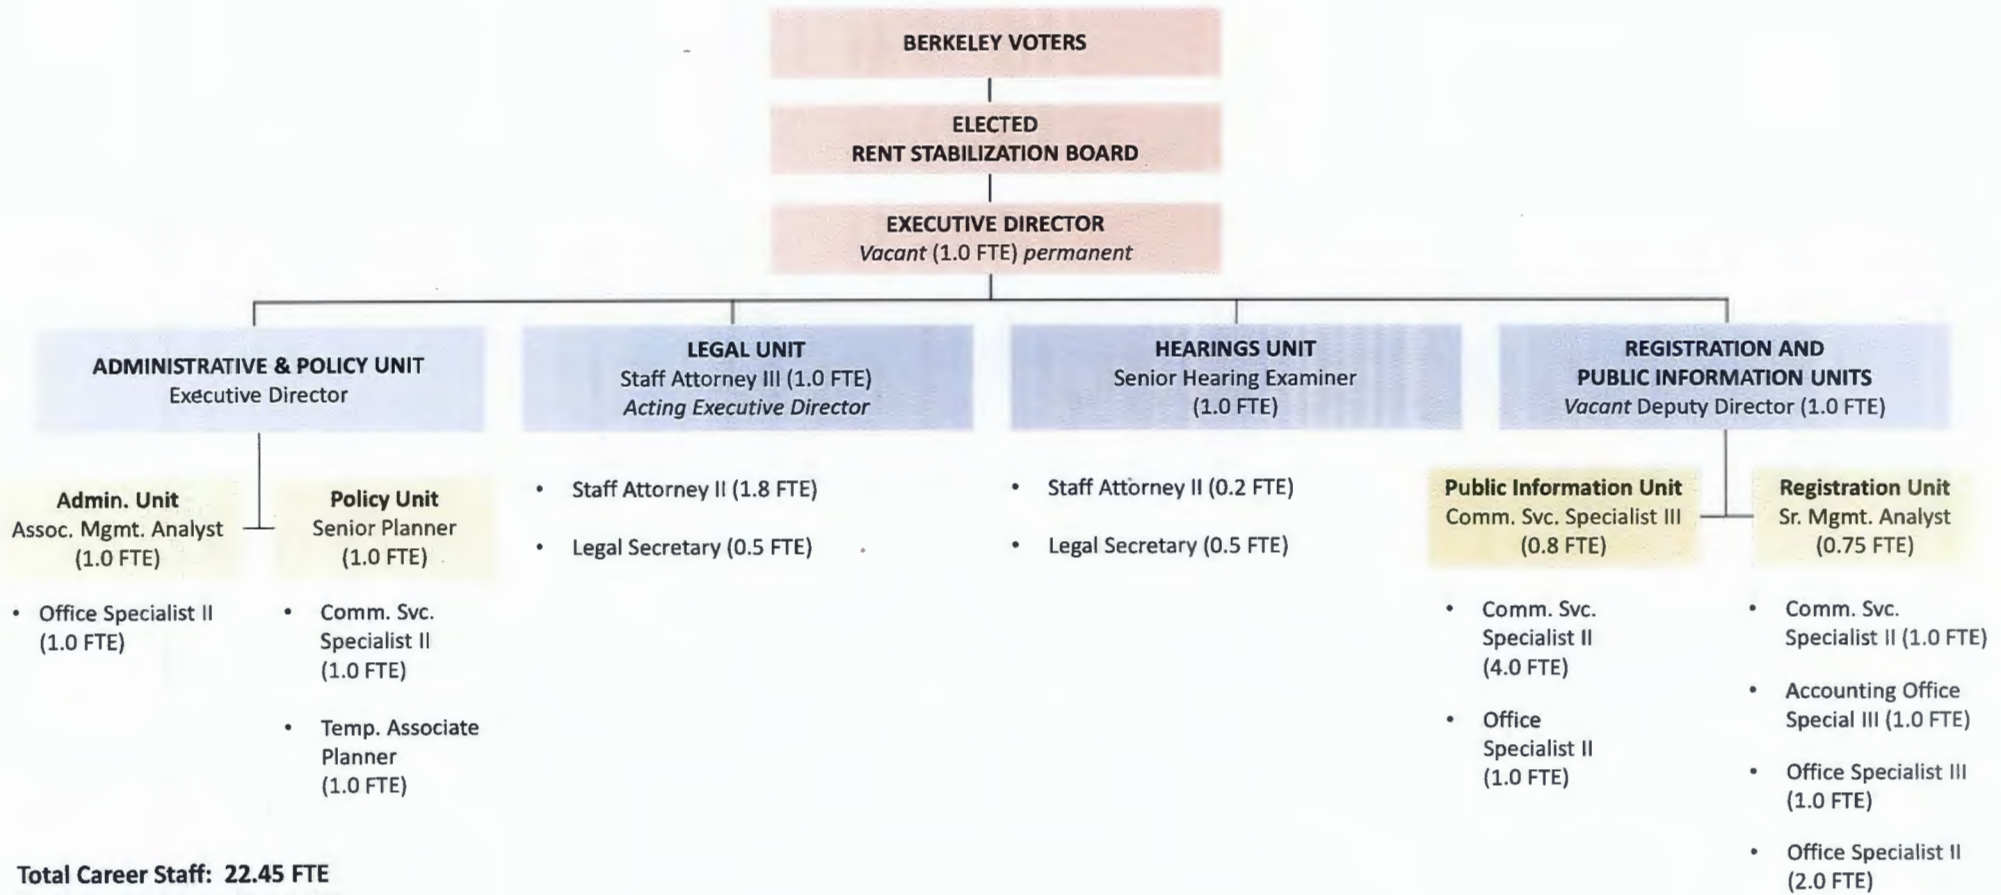 BERKELEY VOTERS
ELECTED
RENT STABILIZATION BOARD
EXECUTIVE DIRECTOR
Vacant (1.0 FTE) permanent
ADMINISTRATIVE & POLICY UNIT
Executive Director
LEGAL UNIT
Staff Attorney III (1.0 FTE)
Acting Executive Director
HEARINGS UNIT
Senior Hearing Examiner
(1.0 FTE)
REGISTRATION AND
PUBLIC INFORMATION UNITS
Vacant Deputy Director (1.0 FTE)
Admin. Unit
Assoc. Mgmt. Analyst
(1.0 FTE)
• Office Specialist II
(1.0 FTE)
Policy Unit
Senior Planner
(1.0 FTE)
• Comm. Svc.
Specialist II
(1.0 FTE)
• Temp. Associate
Planner
(1.0 FTE)
• Staff Attorney II (1.8 FTE)
• Legal Secretary (0.5 FTE)
• Staff Attorney II (0.2 FTE)
• Legal Secretary (0.5 FTE)
Public Information Unit
Comm. Svc. Specialist III
(0.8 FTE)
• Comm. Svc.
Specialist II
(4.0 FTE)
• Office
Specialist II
(1.0 FTE)
Registration Unit
Sr. Mgmt. Analyst
(0.75 FTE)
• Comm. Svc.
Specialist II (1.0 FTE)
• Accounting Office
Special III (1.0 FTE)
• Office Specialist III
(1.0 FTE)
• Office Specialist II
(2.0 FTE)
Total Career Staff: 22.45 FTE